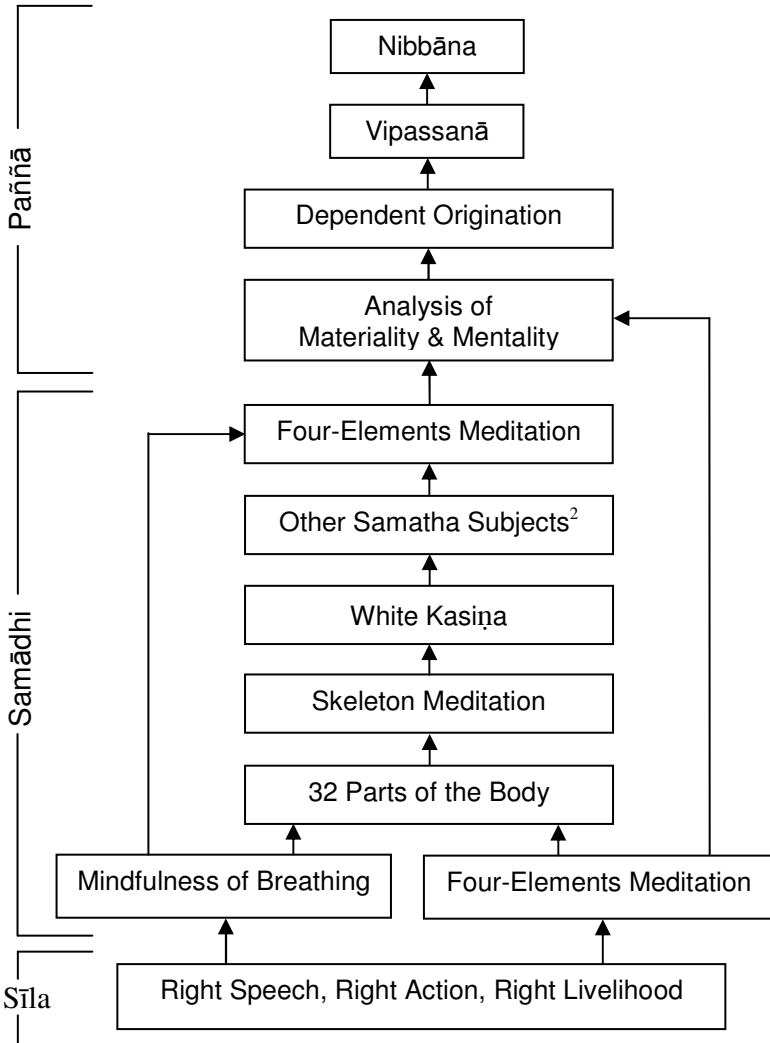 Nibbāna
Vipassanā
Dependent Origination
Analysis of
Materiality & Mentality
Paññā
Four-Elements Meditation
Other Samatha Subjects²
White Kasiṇa
Skeleton Meditation
32 Parts of the Body
Mindfulness of Breathing
Four-Elements Meditation
Samādhi
Right Speech, Right Action, Right Livelihood
Sīla